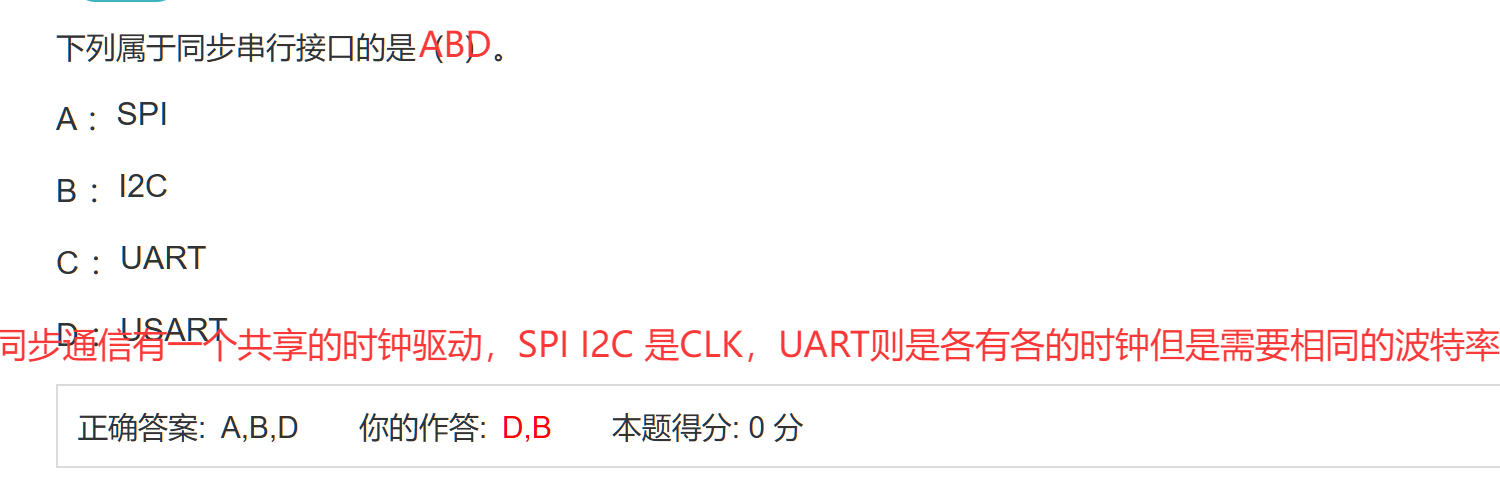 下列属于同步串行接口的是（）。
ABD
A： SPI
B： I2C
C： UART
D： USART
同步通信有一个共享的时钟驱动，SPI I2C 是CLK，UART则是各有各的时钟但是需要相同的波特率
正确答案: A,B,D 你的作答: D,B 本题得分: 0 分